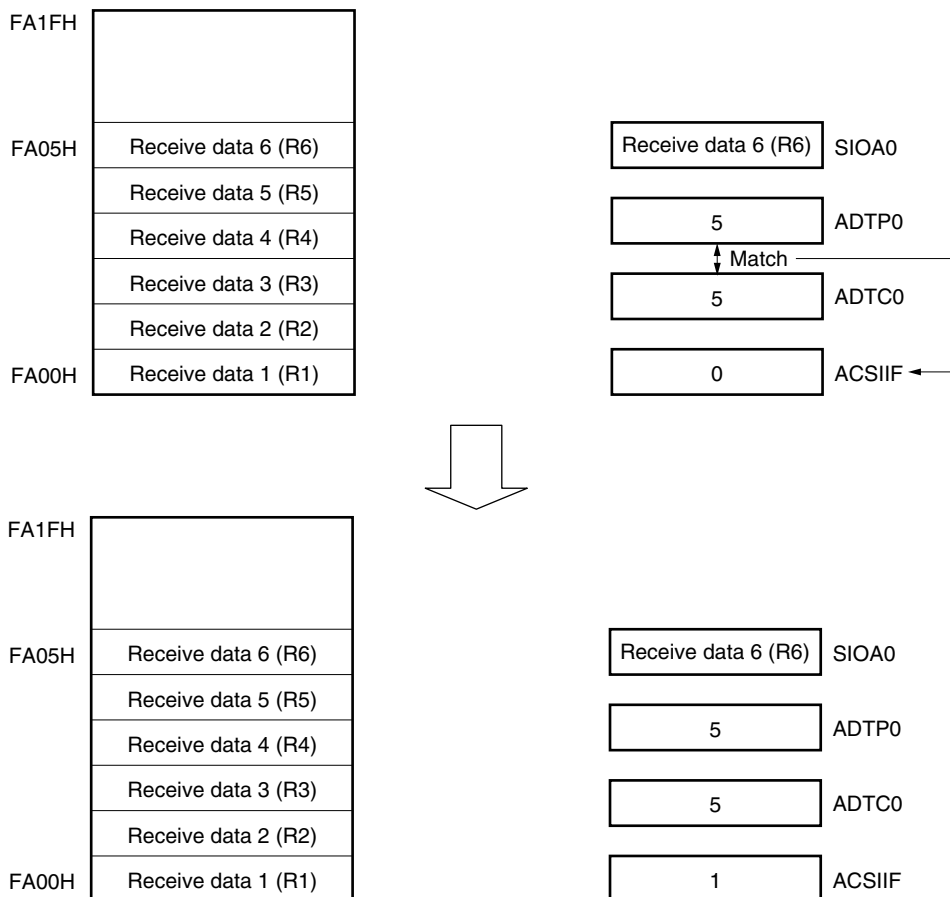 FA1FH
FA05H Receive data 6 (R6) Receive data 6 (R6) SIOA0
Receive data 5 (R5)
5 ADTP0
Receive data 4 (R4)
Match
Receive data 3 (R3)
5 ADTC0
Receive data 2 (R2)
FA00H Receive data 1 (R1) 0 ACSIIF
FA1FH
FA05H Receive data 6 (R6) Receive data 6 (R6) SIOA0
Receive data 5 (R5)
5 ADTP0
Receive data 4 (R4)
Receive data 3 (R3)
5 ADTC0
Receive data 2 (R2)
FA00H Receive data 1 (R1) 1 ACSIIF